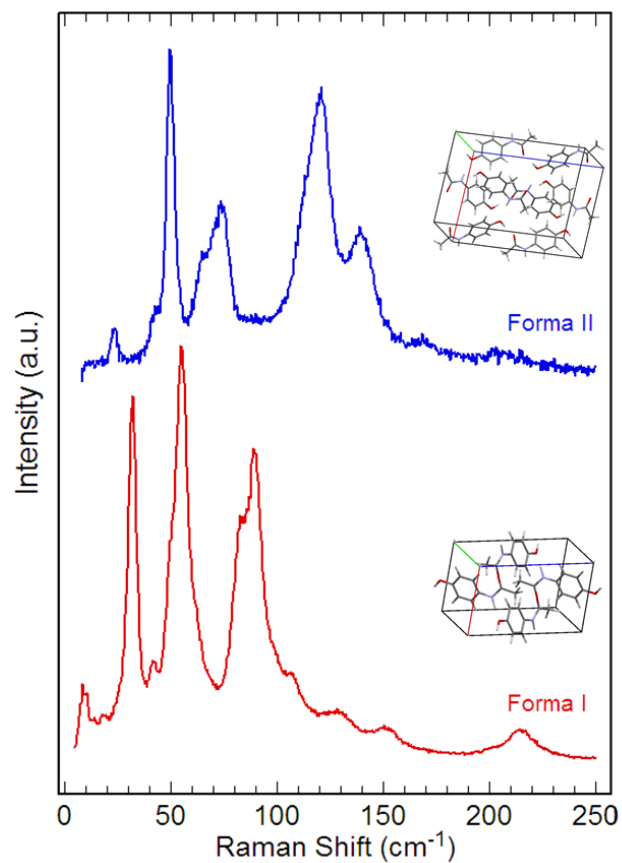 Intensity (a.u.)
Forma II
Forma I
0 50 100 150 200 250
Raman Shift (cm-1)